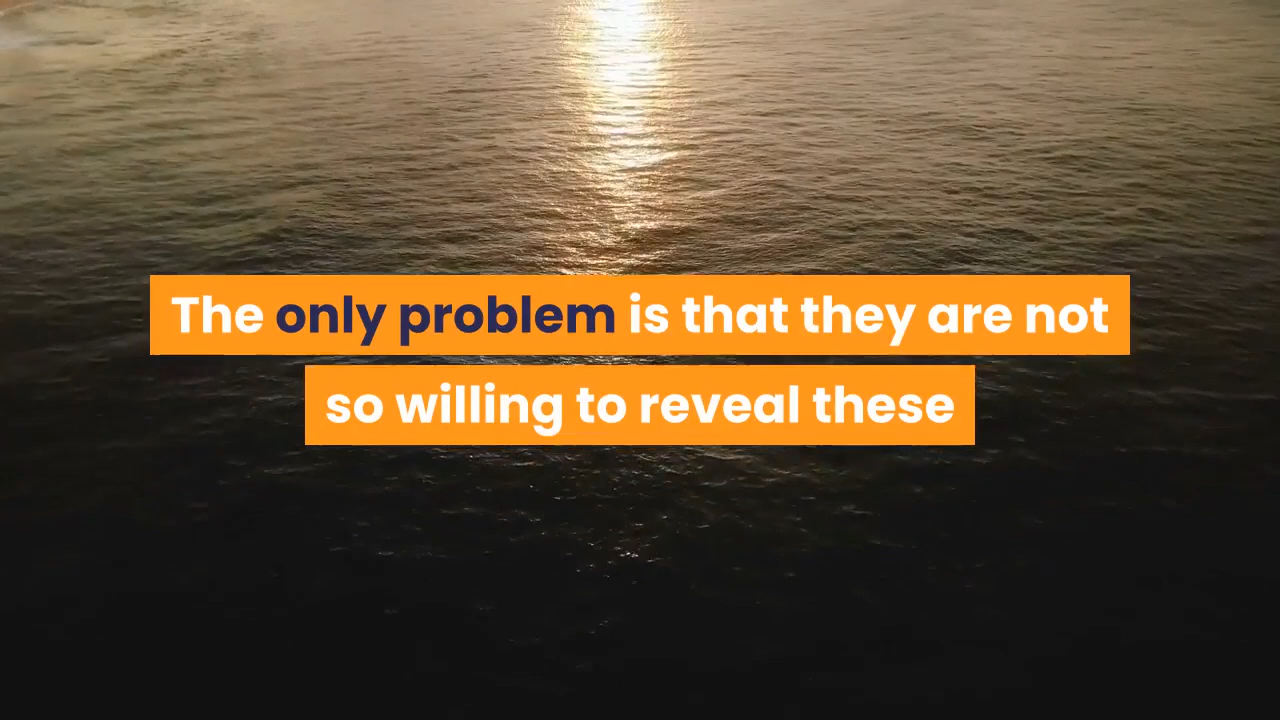 The only problem is that they are not
so willing to reveal these